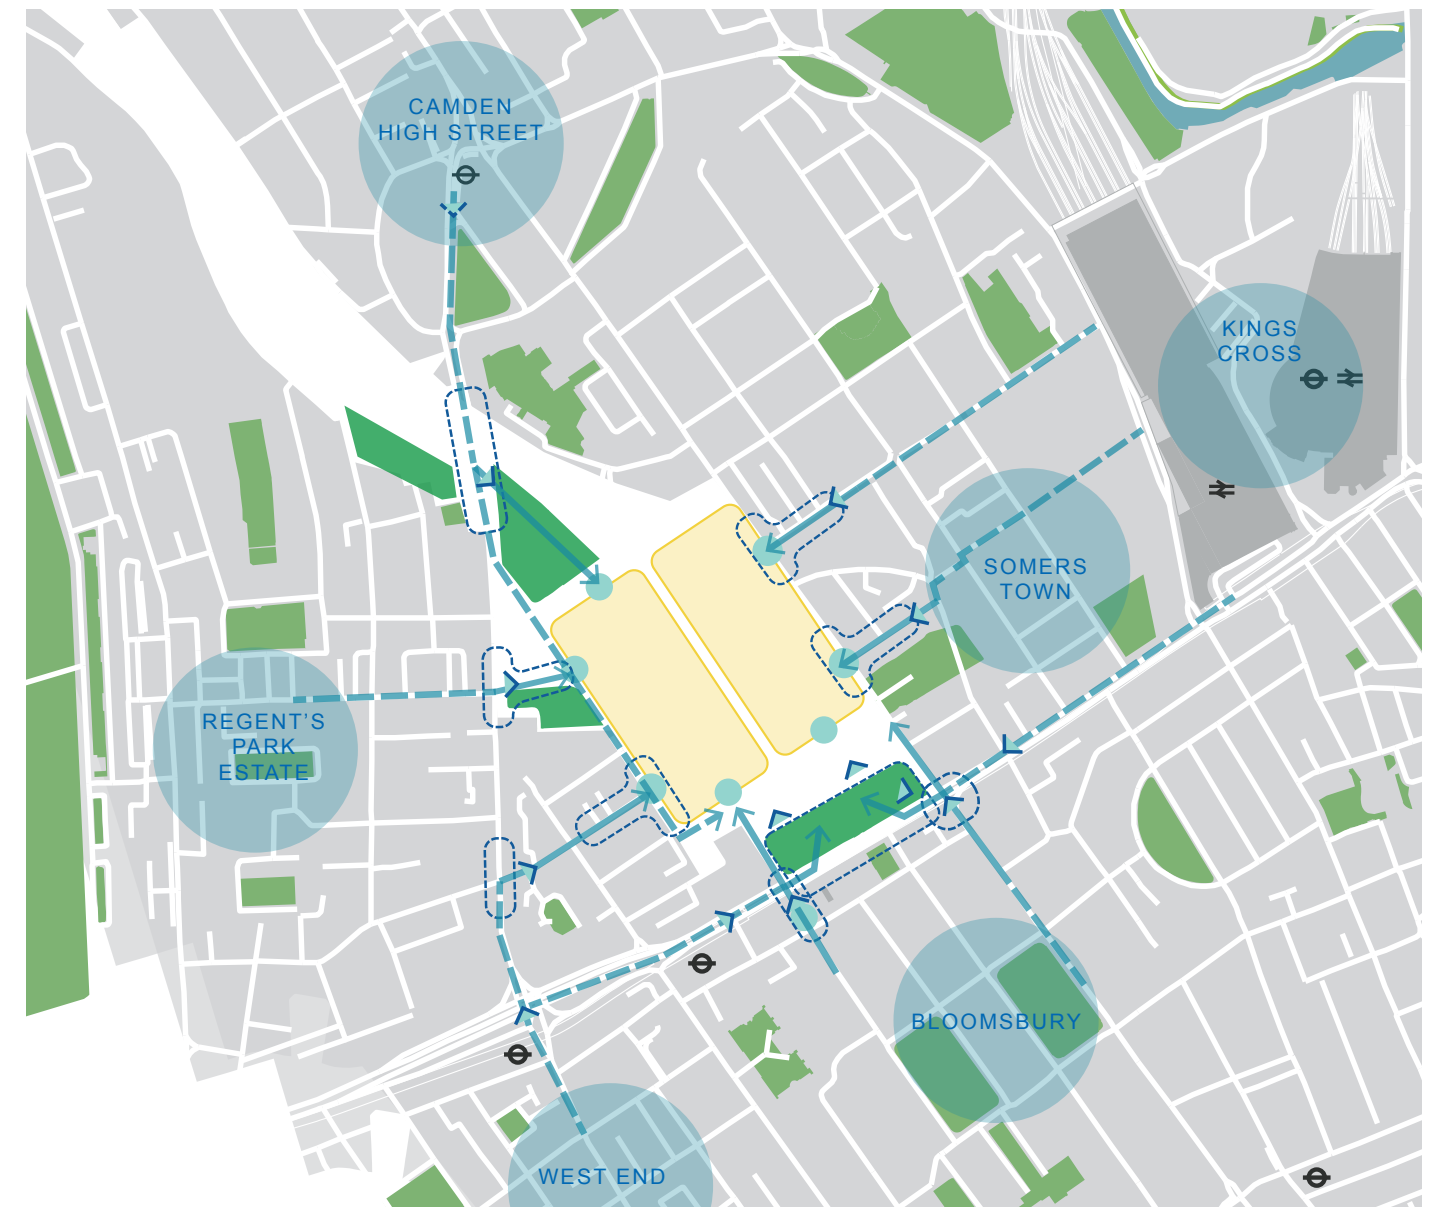 CAMDEN
HIGH STREET
KINGS
CROSS
SOMERS
TOWN
REGENT’S
PARK
ESTATE
BLOOMSBURY
WEST END